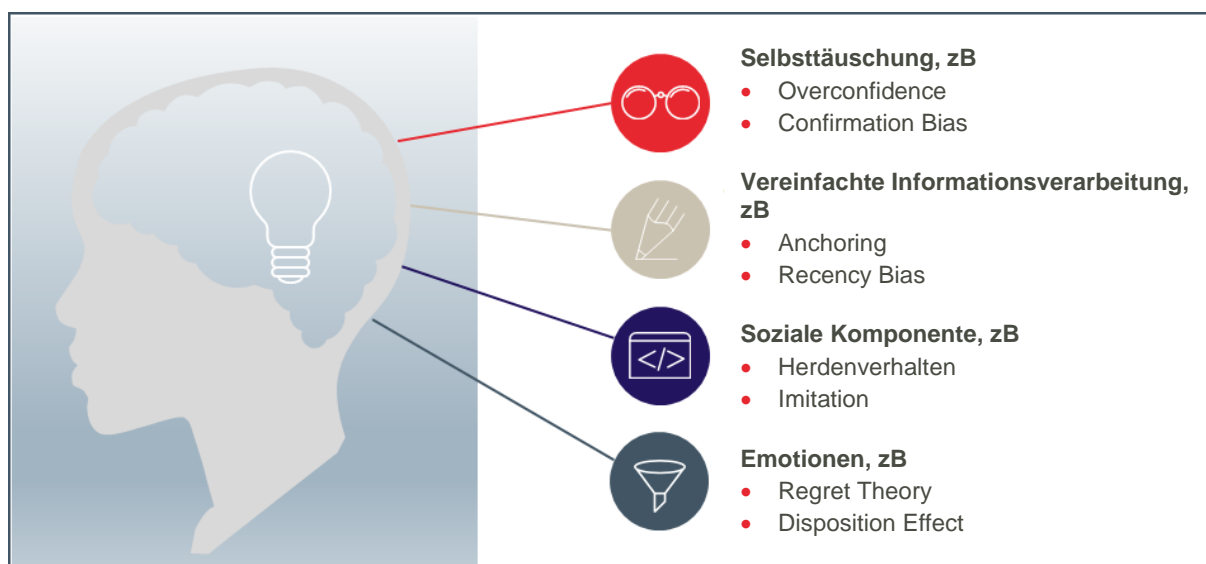 Selbsttäuschung, zB
• Overconfidence
• Confirmation Bias
Vereinfachte Informationsverarbeitung,
zB
• Anchoring
• Recency Bias
</>
Soziale Komponente, zB
• Herdenverhalten
• Imitation
Emotionen, zB
• Regret Theory
• Disposition Effect